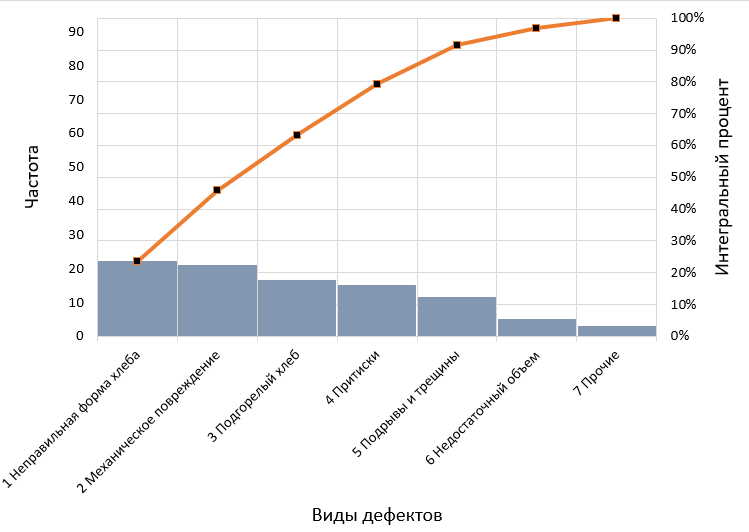 90
80
70
60
50
40
30
20
10
0
Частота
100%
90%
80%
70%
60%
50%
40%
30%
20%
10%
0%
Интегральный процент
1 Неправильная форма хлеба
2 Механическое повреждение
3 Подгорелый хлеб
4 Притиски
5 Подрывы и трещины
6 Недостаточный объем
7 Прочие
Виды дефектов